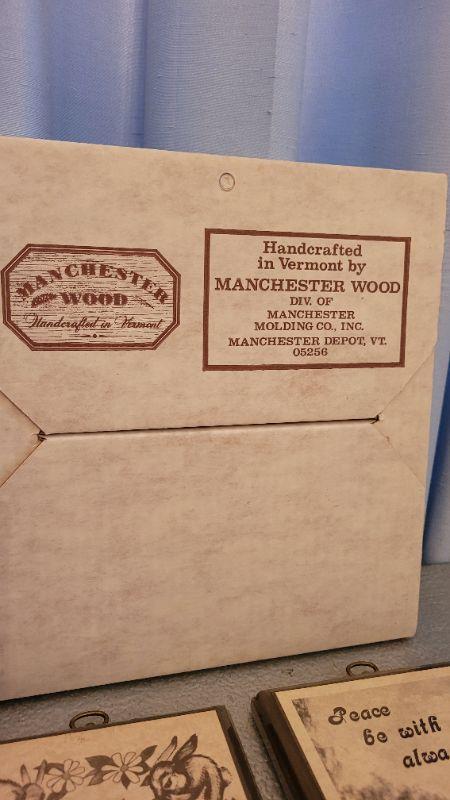 MANCHESTER
WOOD
Handcrafted in Vermont
Handcrafted
in Vermont by
MANCHESTER WOOD
DIV. OF
MANCHESTER
MOLDING CO., INC.
MANCHESTER DEPOT, VT.
05256
Peace
be with